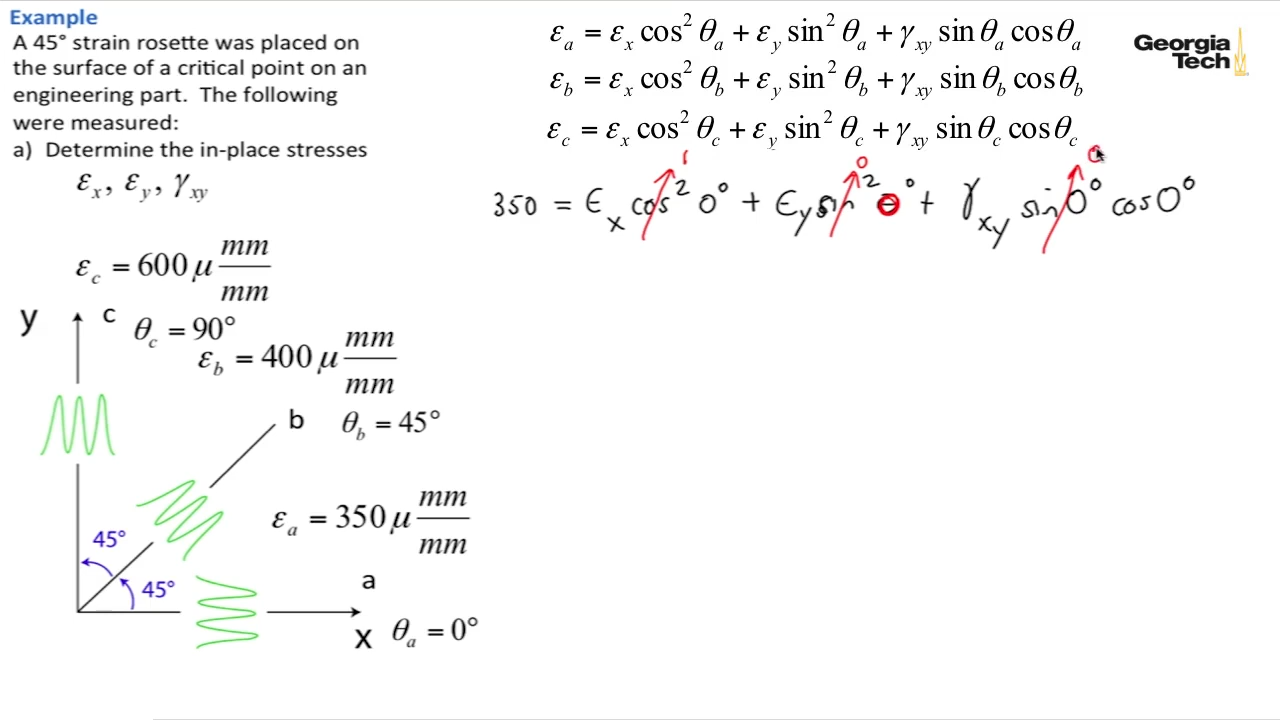 Example
A 45° strain rosette was placed on
the surface of a critical point on an
engineering part. The following
were measured:
a) Determine the in-place stresses
εx, εy, γxy
εa = εx cos² θa + εy sin² θa + γxy sin θa cos θa
εb = εx cos² θb + εy sin² θb + γxy sin θb cos θb
εc = εx cos² θc + εy sin² θc + γxy sin θc cos θc
Georgia
Tech
1 0 0
350 = ϵx cos² 0° + ϵy sin² 0° + γxy sin 0° cos 0°
εc = 600 μ mm/mm
y c θc = 90°
εb = 400 μ mm/mm
b θb = 45°
εa = 350 μ mm/mm
45°
45°
a
x θa = 0°